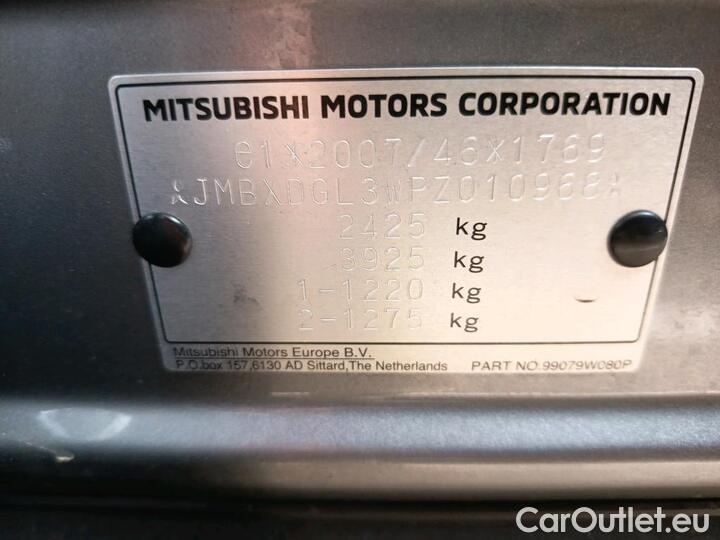 MITSUBISHI MOTORS CORPORATION
e1*2007/46*1769
*JMBXDGL3WPZ010968*
2425 kg
3925 kg
1-1220 kg
2-1275 kg
Mitsubishi Motors Europe B.V.
P.O.box 157,6130 AD Sittard,The Netherlands PART NO.99079W080P
CarOutlet.eu